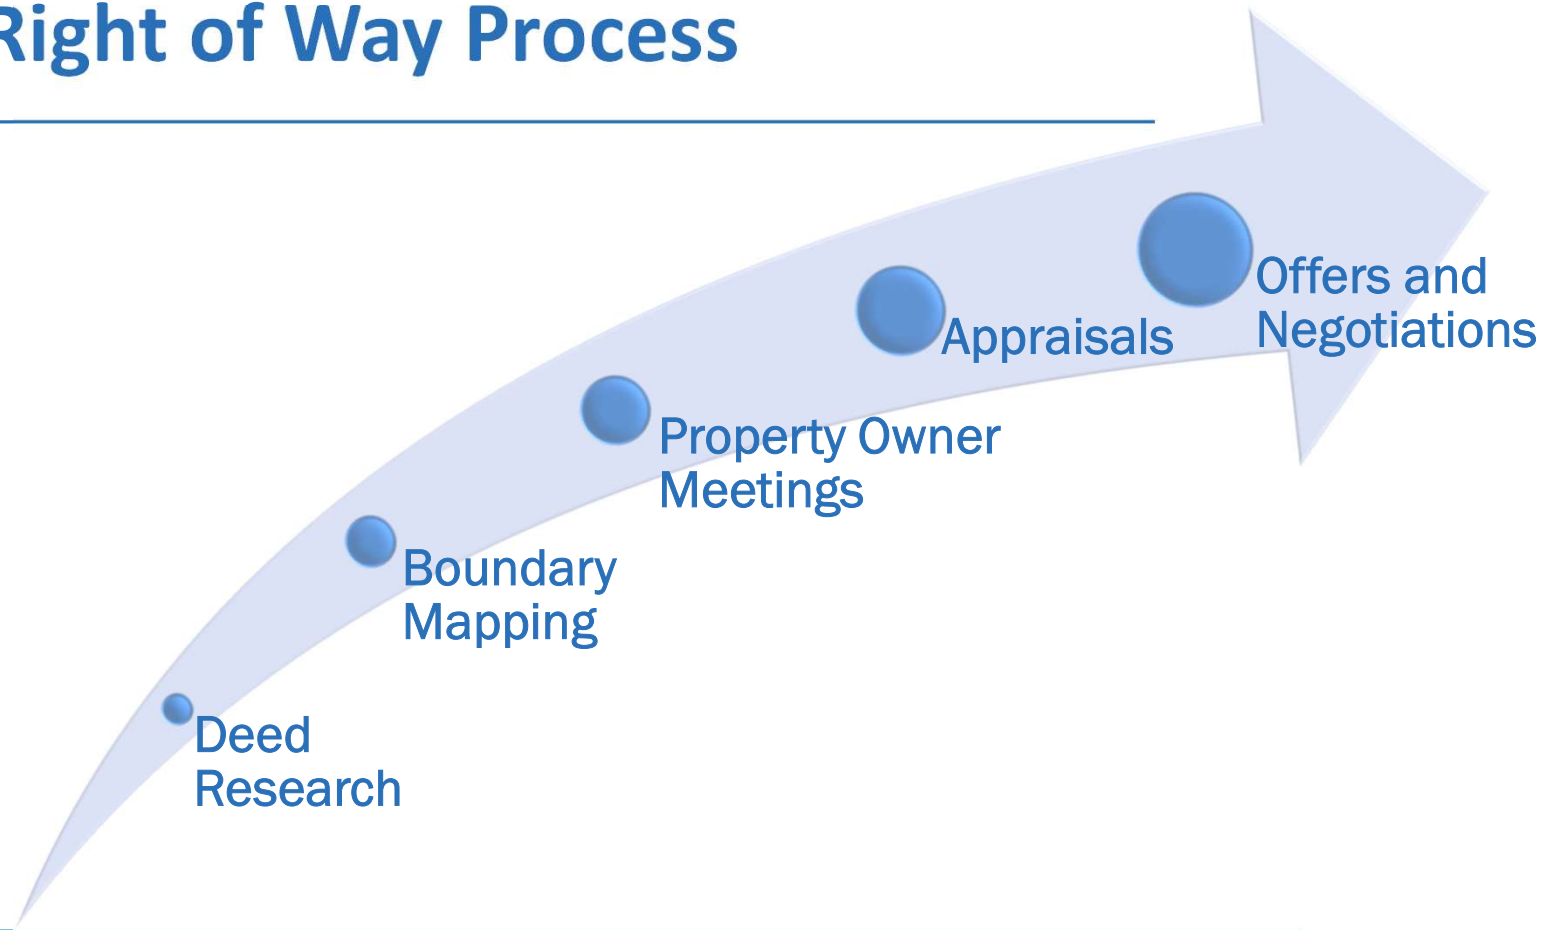 Right of Way Process
Offers and
Negotiations
Appraisals
Property Owner
Meetings
Boundary
Mapping
Deed
Research